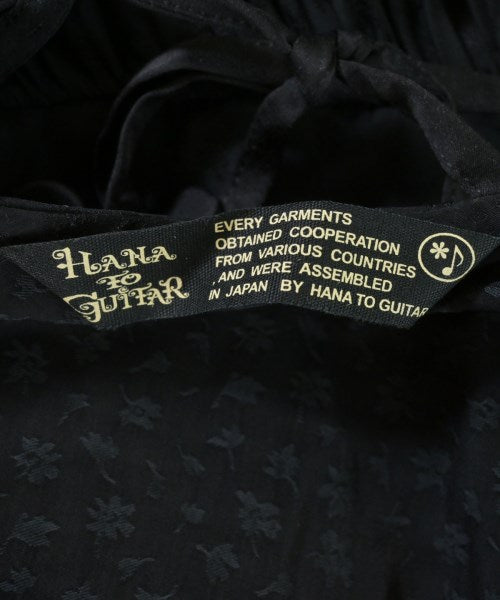 HANA
TO
GUITAR
EVERY GARMENTS
OBTAINED COOPERATION
FROM VARIOUS COUNTRIES
, AND WERE ASSEMBLED
IN JAPAN BY HANA TO GUITAR